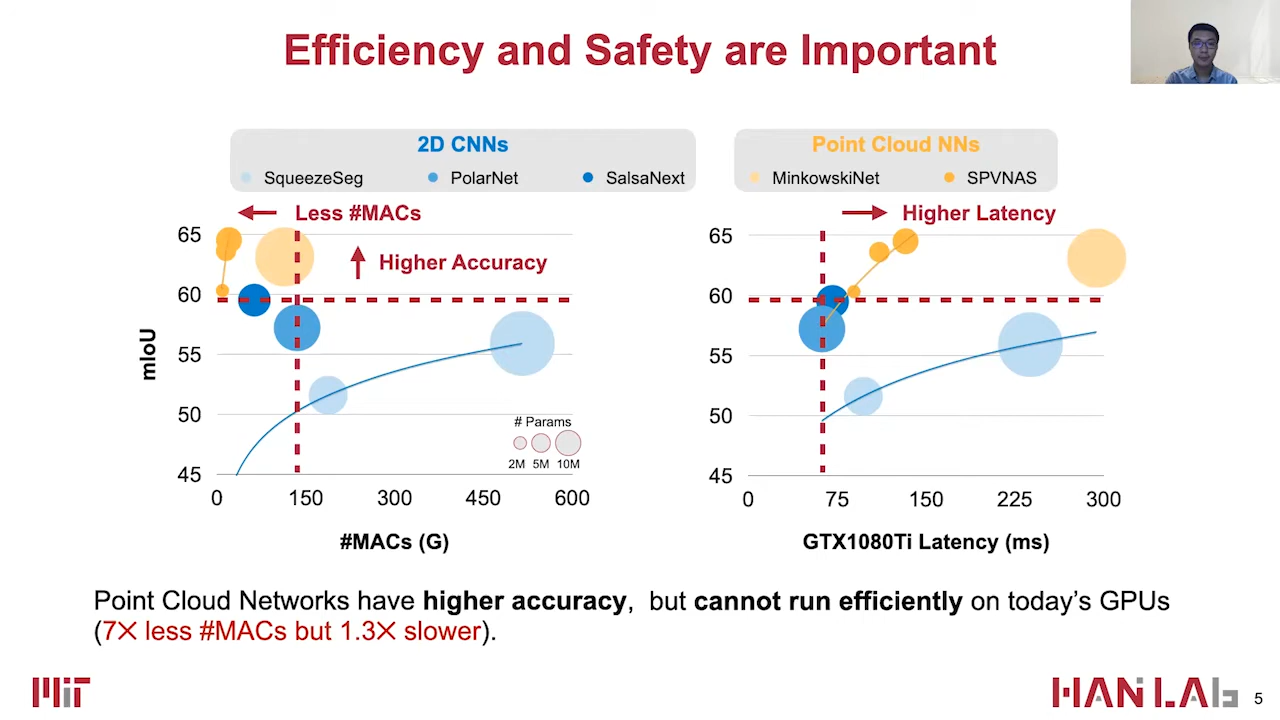 Efficiency and Safety are Important
2D CNNs
SqueezeSeg
PolarNet
SalsaNext
Point Cloud NNs
MinkowskiNet
SPVNAS
Less #MACs
Higher Accuracy
mIoU
65
60
55
50
45
0
150
300
450
600
# Params
2M
5M
10M
#MACs (G)
Higher Latency
65
60
55
50
45
0
75
150
225
300
GTX1080Ti Latency (ms)
Point Cloud Networks have higher accuracy, but cannot run efficiently on today's GPUs
(7✕ less #MACs but 1.3✕ slower).
MIT
HAN LAb
5